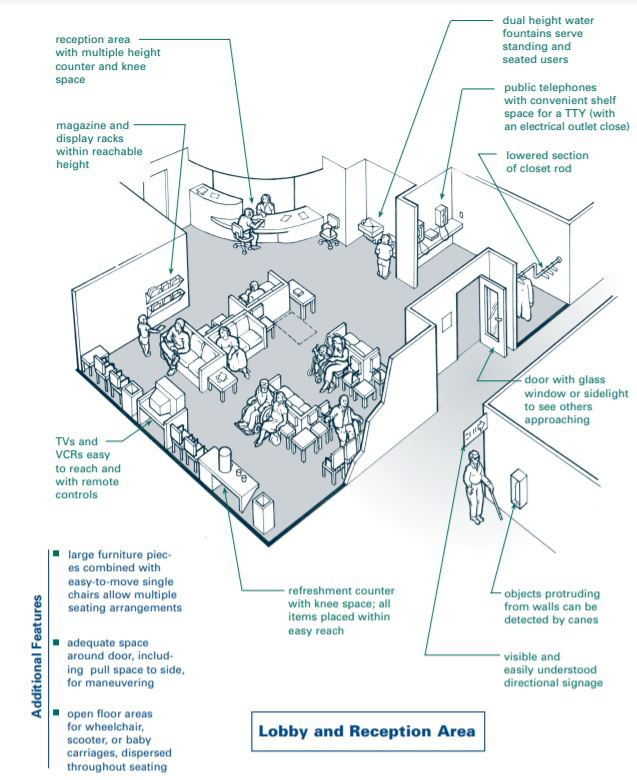 reception area
with multiple height
counter and knee
space
dual height water
fountains serve
standing and
seated users
public telephones
with convenient shelf
space for a TTY (with
an electrical outlet close)
magazine and
display racks
within reachable
height
lowered section
of closet rod
door with glass
window or sidelight
to see others
approaching
TVs and
VCRs easy
to reach and
with remote
controls
refreshment counter
with knee space; all
items placed within
easy reach
objects protruding
from walls can be
detected by canes
visible and
easily understood
directional signage
Additional Features
large furniture piec-
es combined with
easy-to-move single
chairs allow multiple
seating arrangements
adequate space
around door, includ-
ing pull space to side,
for maneuvering
open floor areas
for wheelchair,
scooter, or baby
carriages, dispersed
throughout seating
Lobby and Reception Area